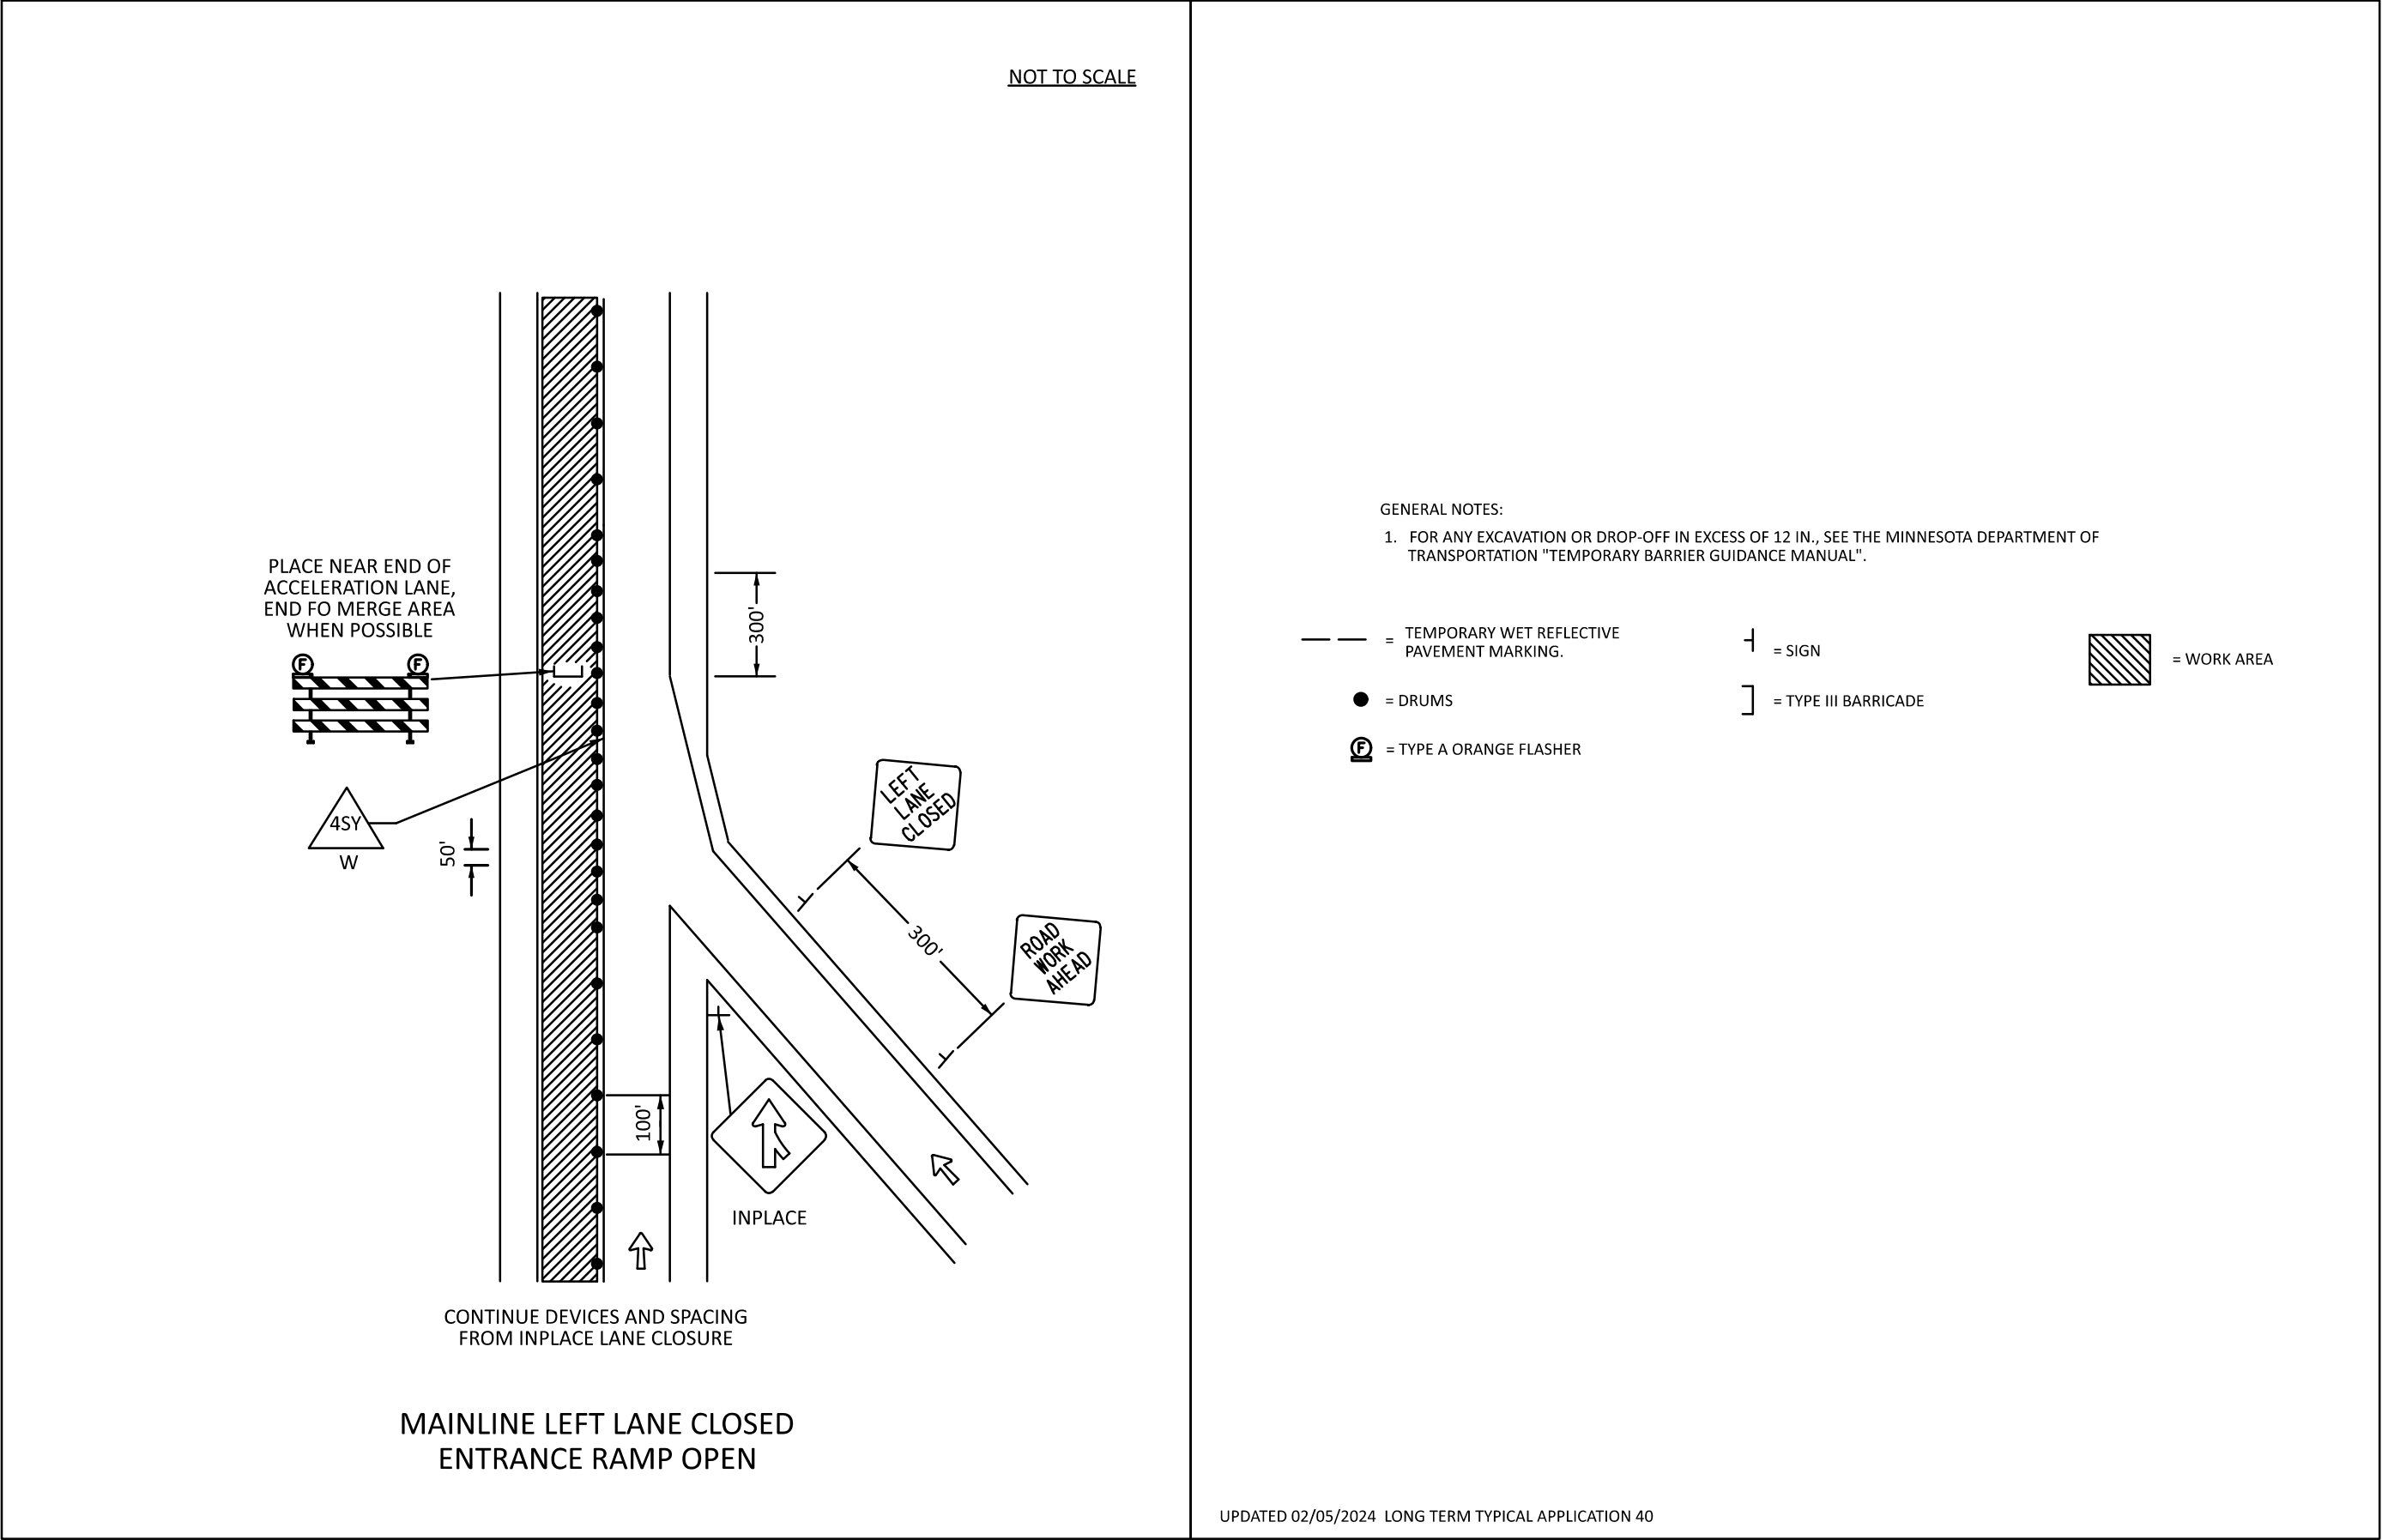 NOT TO SCALE
PLACE NEAR END OF
ACCELERATION LANE,
END FO MERGE AREA
WHEN POSSIBLE
F
F
300'
4SY
W
50'
LEFT
LANE
CLOSED
300'
ROAD
WORK
AHEAD
100'
INPLACE
CONTINUE DEVICES AND SPACING
FROM INPLACE LANE CLOSURE
MAINLINE LEFT LANE CLOSED
ENTRANCE RAMP OPEN
GENERAL NOTES:
1. FOR ANY EXCAVATION OR DROP-OFF IN EXCESS OF 12 IN., SEE THE MINNESOTA DEPARTMENT OF
TRANSPORTATION "TEMPORARY BARRIER GUIDANCE MANUAL".
= TEMPORARY WET REFLECTIVE
PAVEMENT MARKING.
= SIGN
= WORK AREA
= DRUMS
= TYPE III BARRICADE
F = TYPE A ORANGE FLASHER
UPDATED 02/05/2024 LONG TERM TYPICAL APPLICATION 40